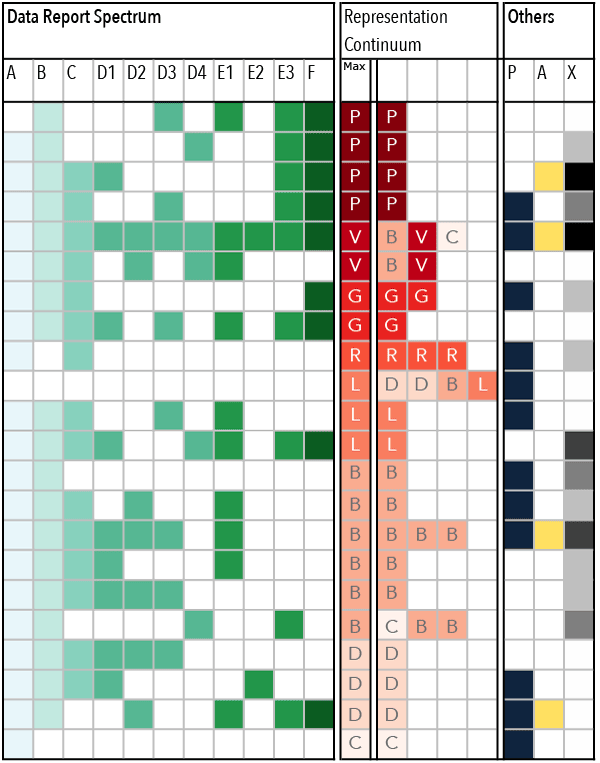 Data Report Spectrum Representation Others
Continuum
A B C D1 D2 D3 D4 E1 E2 E3 F Max P A X
P P
P P
P P
P P
V B V C
V B V
G G G
G G
R R R R
L D D B L
L L
L L
B B
B B
B B B B
B B
B B
B C B B
D D
D D
D D
C C